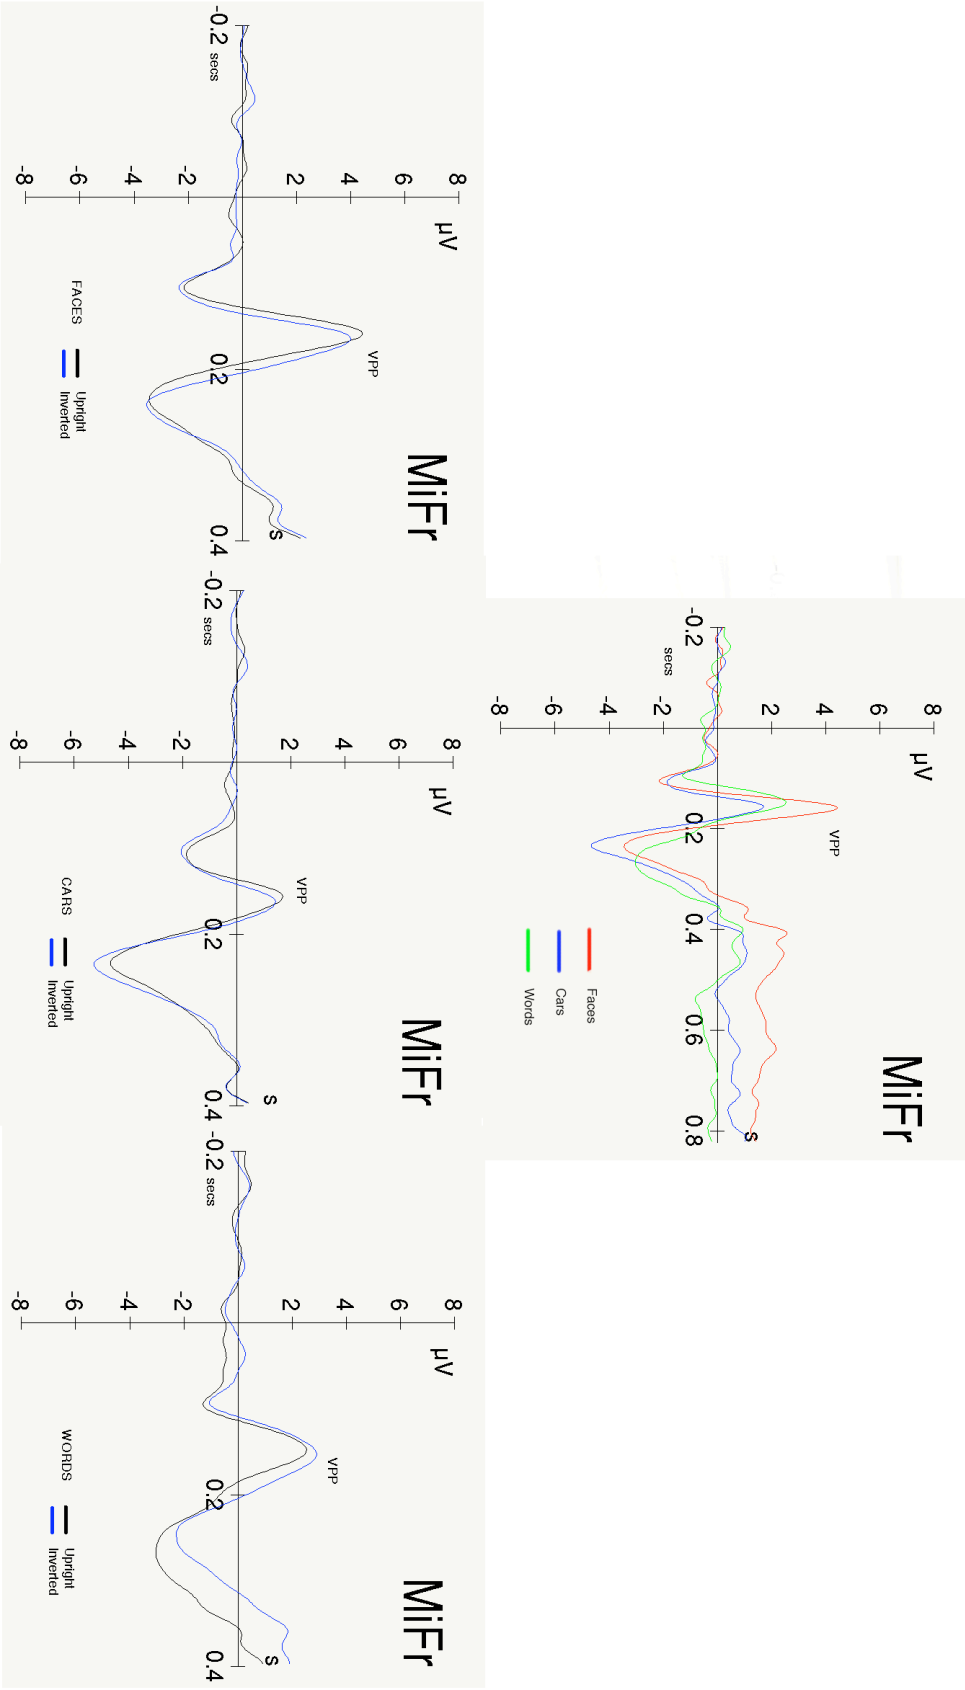 MiFr
µV
8
6
4
2
-2
-4
-6
-8
-0.2
secs
0.2
0.4
0.6
0.8
s
VPP
Faces
Cars
Words
MiFr
µV
8
6
4
2
-2
-4
-6
-8
-0.2
secs
0.2
0.4
s
VPP
FACES
Upright
Inverted
MiFr
µV
8
6
4
2
-2
-4
-6
-8
-0.2
secs
0.2
0.4
s
VPP
CARS
Upright
Inverted
MiFr
µV
8
6
4
2
-2
-4
-6
-8
-0.2
secs
0.2
0.4
s
VPP
WORDS
Upright
Inverted